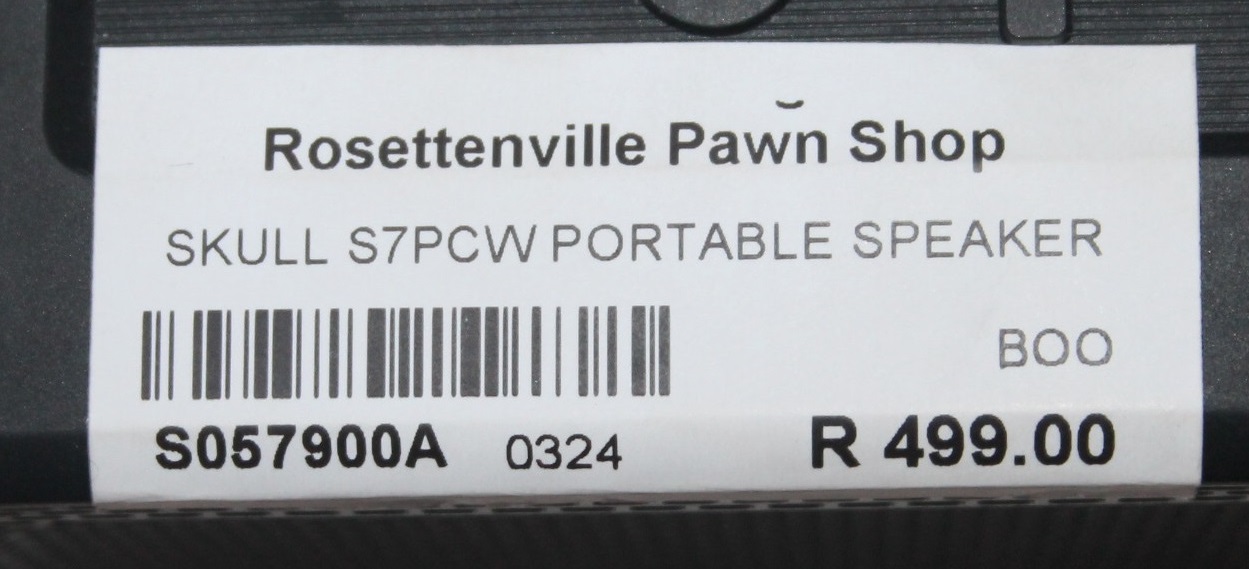 Rosettenville Pawn Shop
SKULL S7PCW PORTABLE SPEAKER
BOO
S057900A 0324 R 499.00